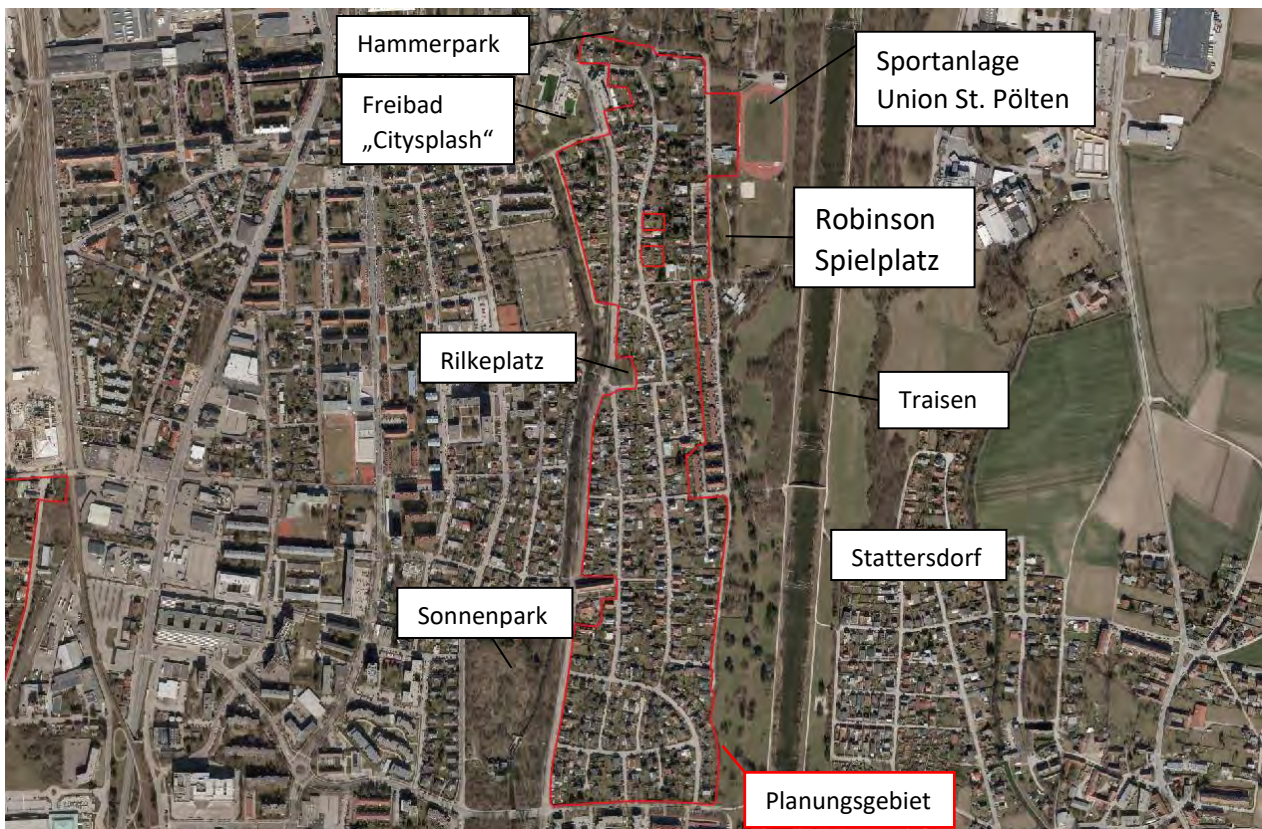 Hammerpark
Freibad
„Citysplash“
Sportanlage
Union St. Pölten
Robinson
Spielplatz
Rilkeplatz
Traisen
Stattersdorf
Sonnenpark
Planungsgebiet